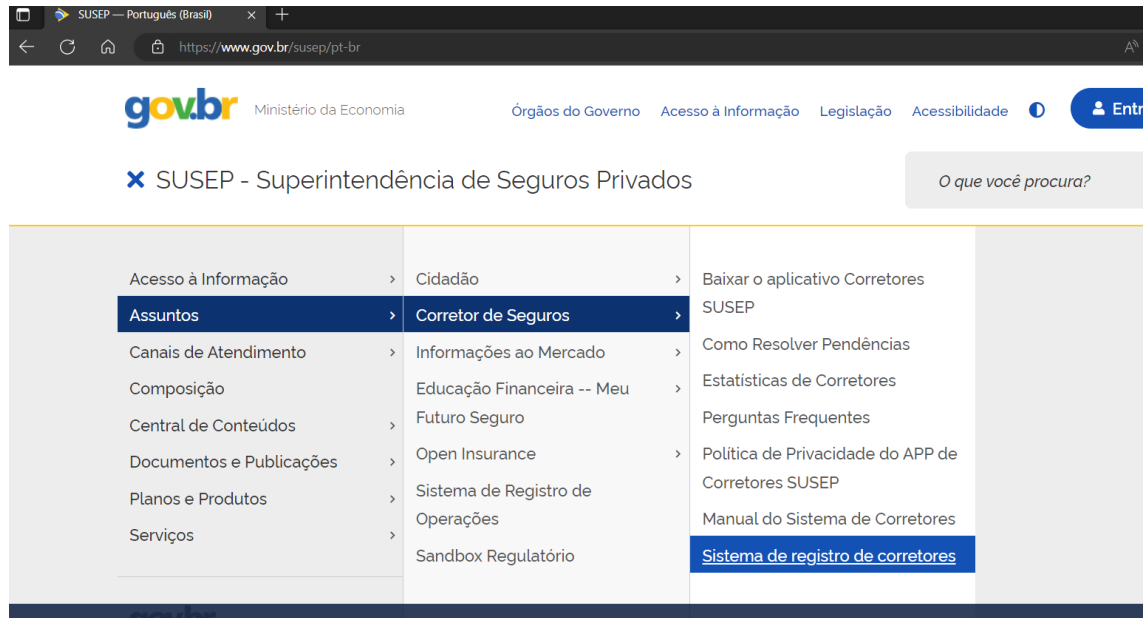 SUSEP — Português (Brasil)
https://www.gov.br/susep/pt-br
gov.br Ministério da Economia Órgãos do Governo Acesso à Informação Legislação Acessibilidade Entr
SUSEP - Superintendência de Seguros Privados O que você procura?
Acesso à Informação
Assuntos
Canais de Atendimento
Composição
Central de Conteúdos
Documentos e Publicações
Planos e Produtos
Serviços
Cidadão
Corretor de Seguros
Informações ao Mercado
Educação Financeira -- Meu
Futuro Seguro
Open Insurance
Sistema de Registro de
Operações
Sandbox Regulatório
Baixar o aplicativo Corretores
SUSEP
Como Resolver Pendências
Estatísticas de Corretores
Perguntas Frequentes
Política de Privacidade do APP de
Corretores SUSEP
Manual do Sistema de Corretores
Sistema de registro de corretores